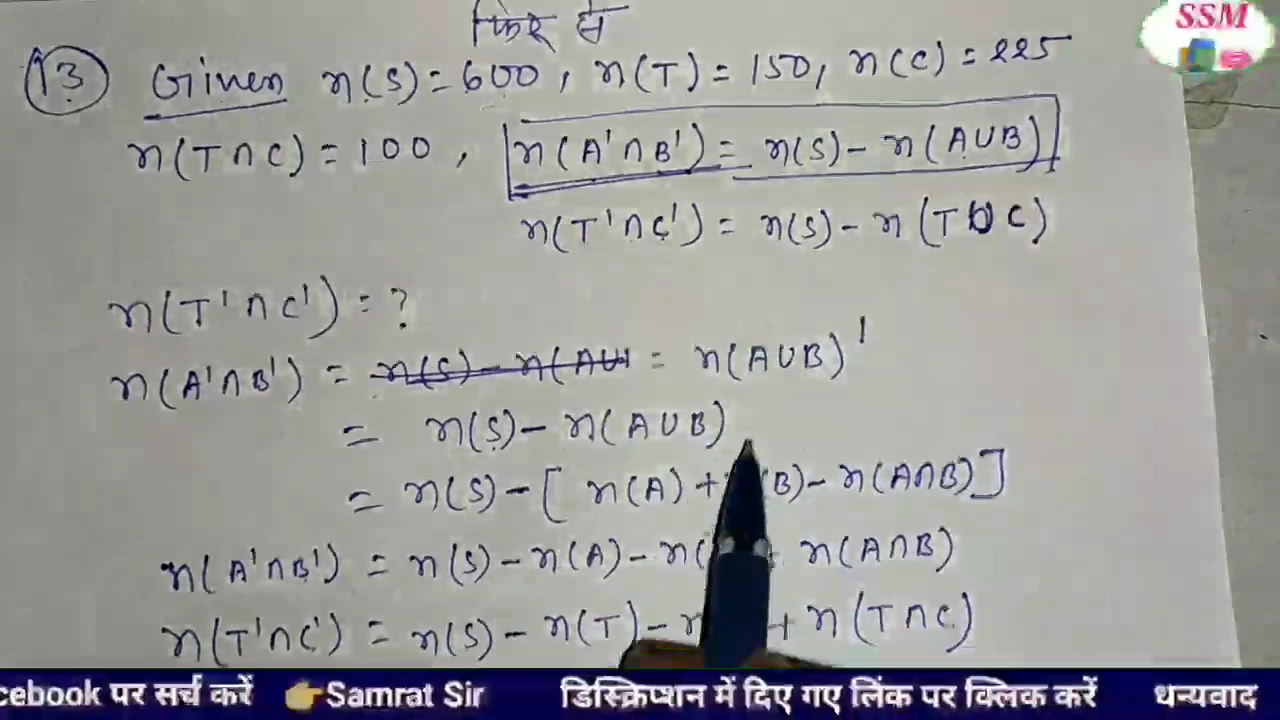 फिर से
SSM
13 Given n(S)=600, n(T)=150, n(C)=225
n(T∩C)=100, n(A'∩B')= n(S)-n(A∪B)
n(T'∩C')= n(S)-n(T∪C)
n(T'∩C')=?
n(A'∩B') = n(S)-n(A∪ = n(A∪B)'
= n(S)-n(A∪B)
= n(S)-[ n(A)+ B)-n(A∩B)]
n(A'∩B') = n(S)-n(A)-n( + n(A∩B)
n(T'∩C') = n(S)-n(T)- + n(T∩C)
cebook पर सर्च करें 👉Samrat Sir डिस्क्रिप्शन में दिए गए लिंक पर क्लिक करें धन्यवाद